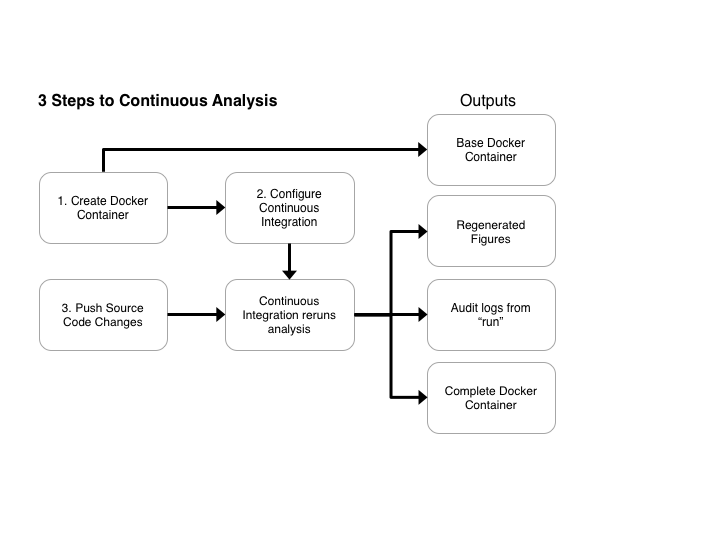 3 Steps to Continuous Analysis
Outputs
Base Docker
Container
1. Create Docker
Container
2. Configure
Continuous
Integration
Regenerated
Figures
3. Push Source
Code Changes
Continuous
Integration reruns
analysis
Audit logs from
“run”
Complete Docker
Container